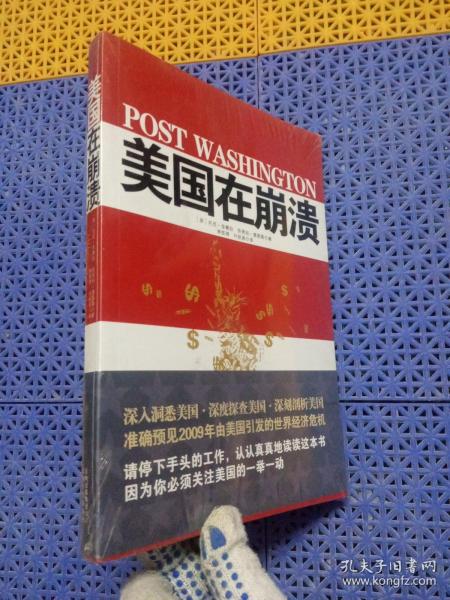 POST WASHINGTON
美国在崩溃
深入洞悉美国·深度探查美国·深刻剖析美国
准确预见2009年由美国引发的世界经济危机
请停下手头的工作，认认真真地读读这本书
因为你必须关注美国的一举一动
美国在崩溃
孔夫子旧书网
www.kongfz.com